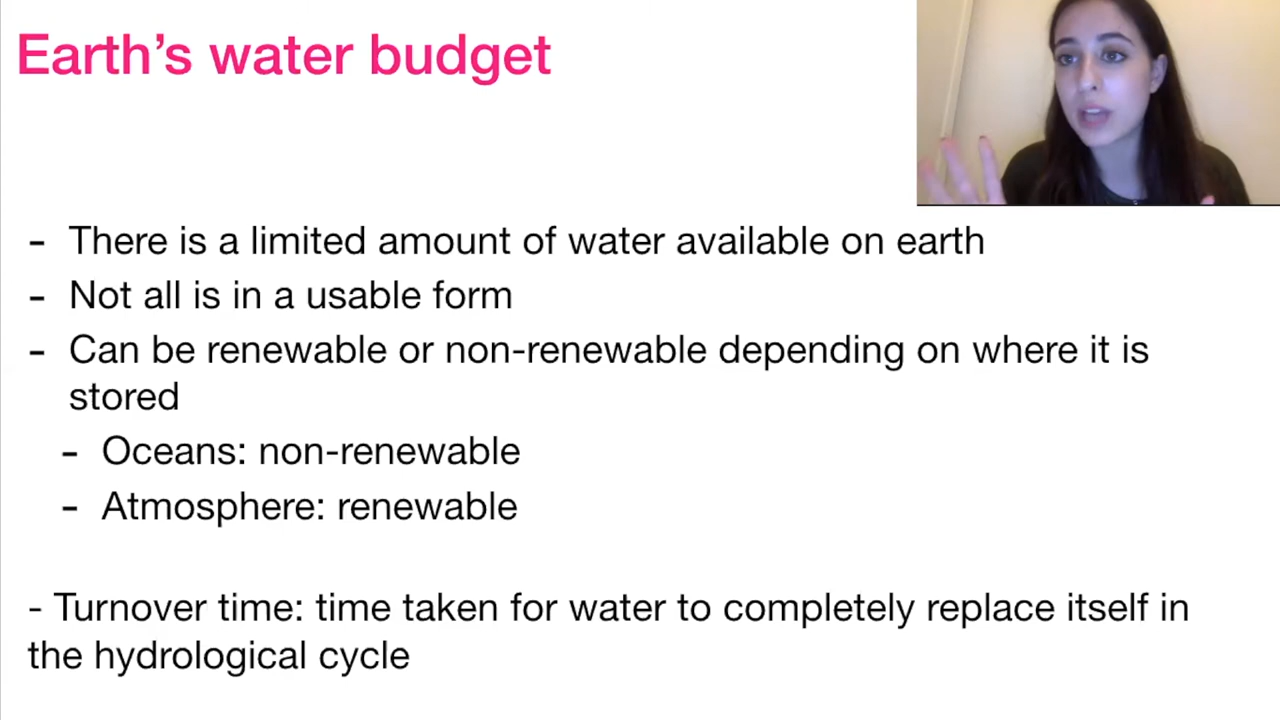 Earth’s water budget
- There is a limited amount of water available on earth
- Not all is in a usable form
- Can be renewable or non-renewable depending on where it is
stored
- Oceans: non-renewable
- Atmosphere: renewable
- Turnover time: time taken for water to completely replace itself in
the hydrological cycle